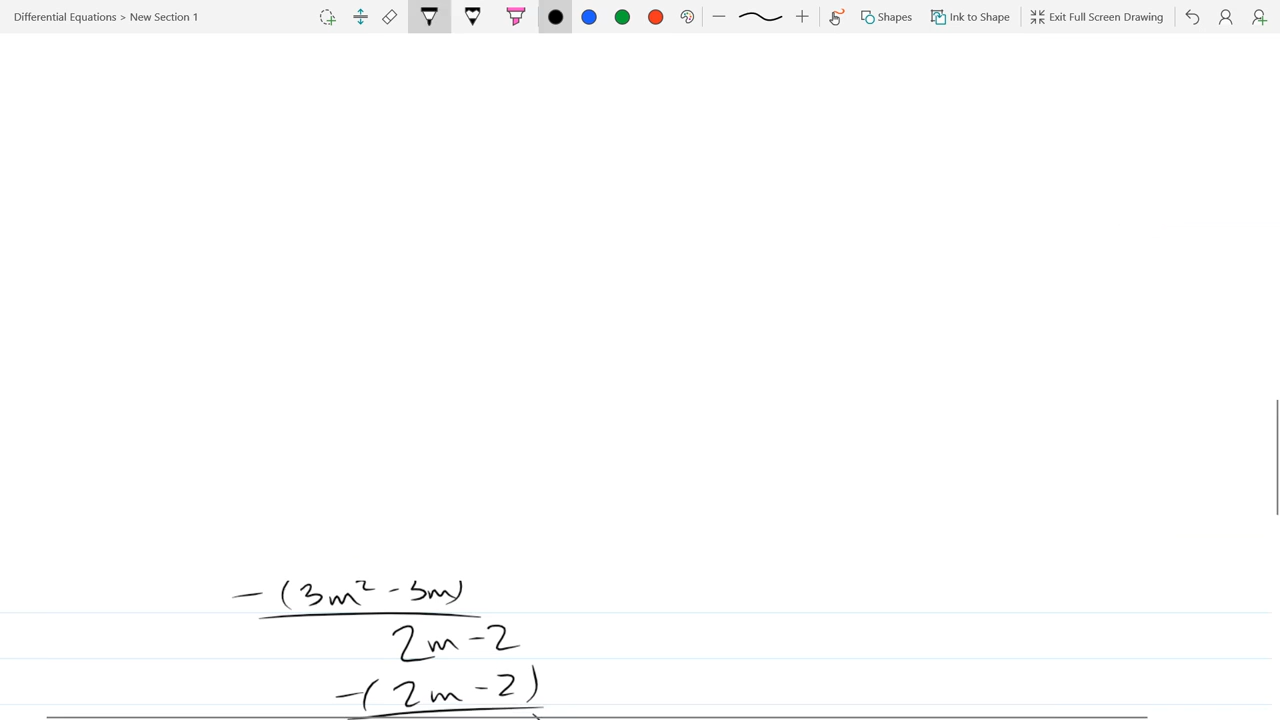 Differential Equations > New Section 1 Shapes Ink to Shape Exit Full Screen Drawing
-(3m² - 3m)
2m - 2
-(2m - 2)